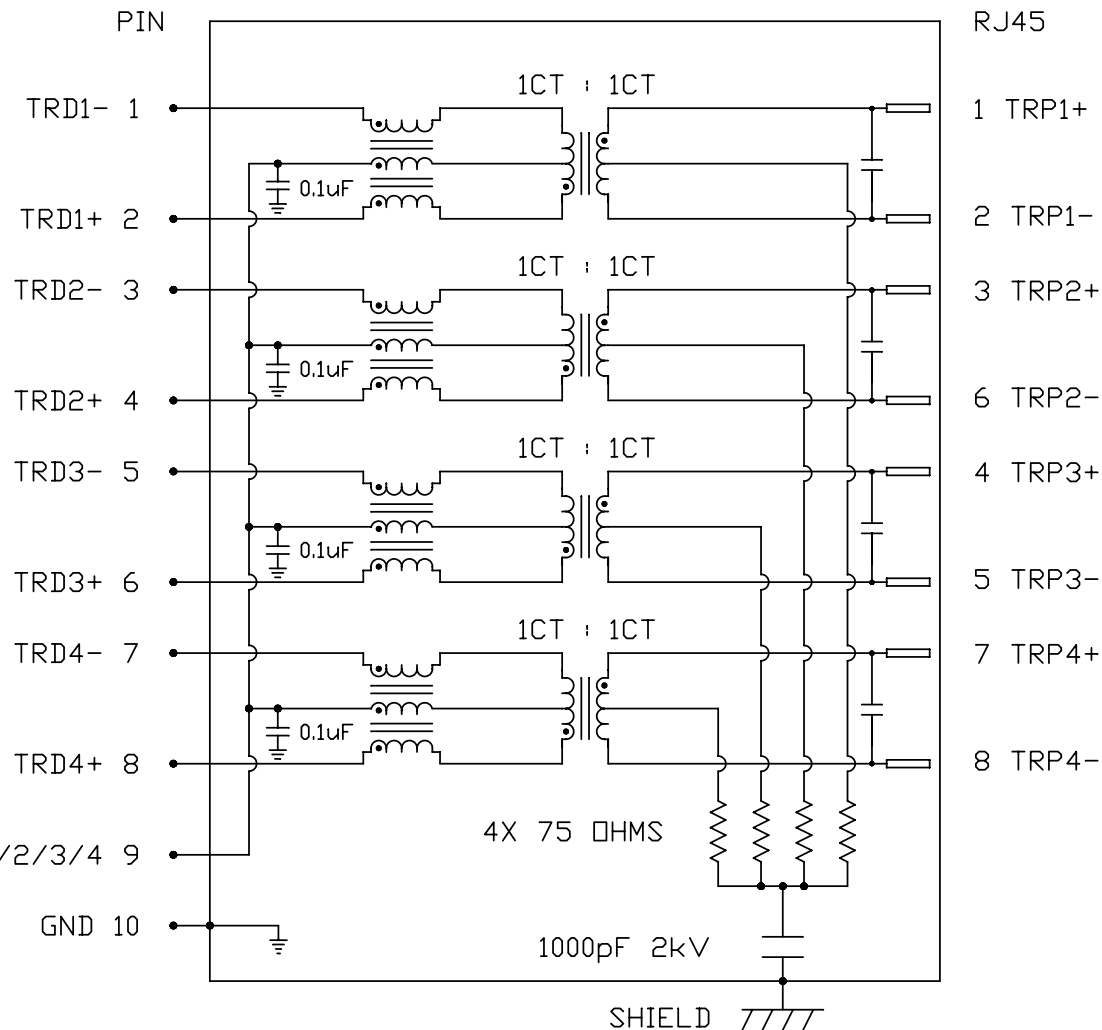 PIN
RJ45
1CT : 1CT
TRD1- 1
1 TRP1+
0.1uF
TRD1+ 2
2 TRP1-
1CT : 1CT
TRD2- 3
3 TRP2+
0.1uF
TRD2+ 4
6 TRP2-
1CT : 1CT
TRD3- 5
4 TRP3+
0.1uF
TRD3+ 6
5 TRP3-
1CT : 1CT
TRD4- 7
7 TRP4+
0.1uF
TRD4+ 8
8 TRP4-
4X 75 OHMS
/2/3/4 9
GND 10
1000pF 2kV
SHIELD